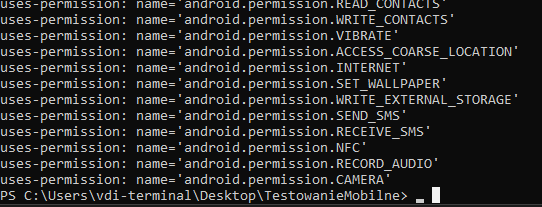 uses-permission: name='android.permission.READ_CONTACTS'
uses-permission: name='android.permission.WRITE_CONTACTS'
uses-permission: name='android.permission.VIBRATE'
uses-permission: name='android.permission.ACCESS_COARSE_LOCATION'
uses-permission: name='android.permission.INTERNET'
uses-permission: name='android.permission.SET_WALLPAPER'
uses-permission: name='android.permission.WRITE_EXTERNAL_STORAGE'
uses-permission: name='android.permission.SEND_SMS'
uses-permission: name='android.permission.RECEIVE_SMS'
uses-permission: name='android.permission.NFC'
uses-permission: name='android.permission.RECORD_AUDIO'
uses-permission: name='android.permission.CAMERA'
PS C:\Users\vdi-terminal\Desktop\TestowanieMobilne> _